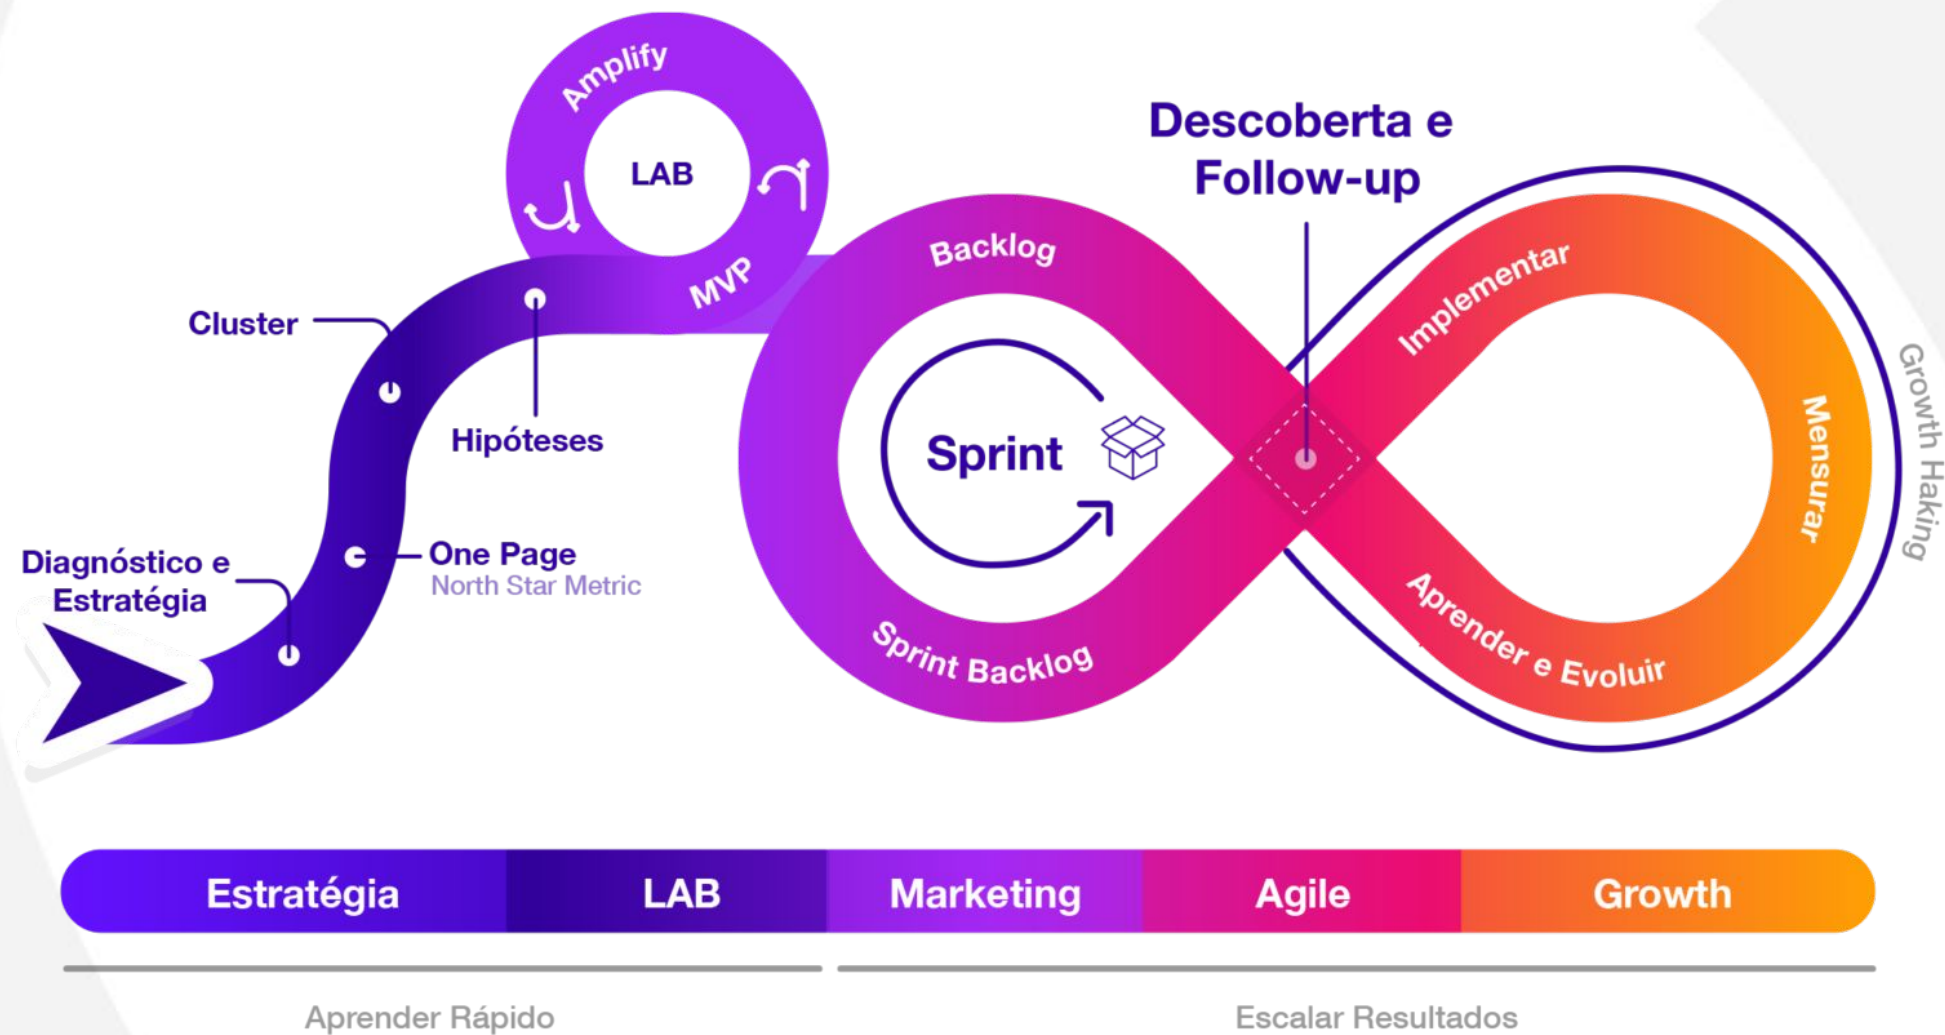 Amplify
LAB
MVP
Descoberta e
Follow-up
Cluster
Hipóteses
One Page
North Star Metric
Diagnóstico e
Estratégia
Backlog
Sprint
Sprint Backlog
Implementar
Mensurar
Aprender e Evoluir
Growth Haking
Estratégia
LAB
Marketing
Agile
Growth
Aprender Rápido
Escalar Resultados